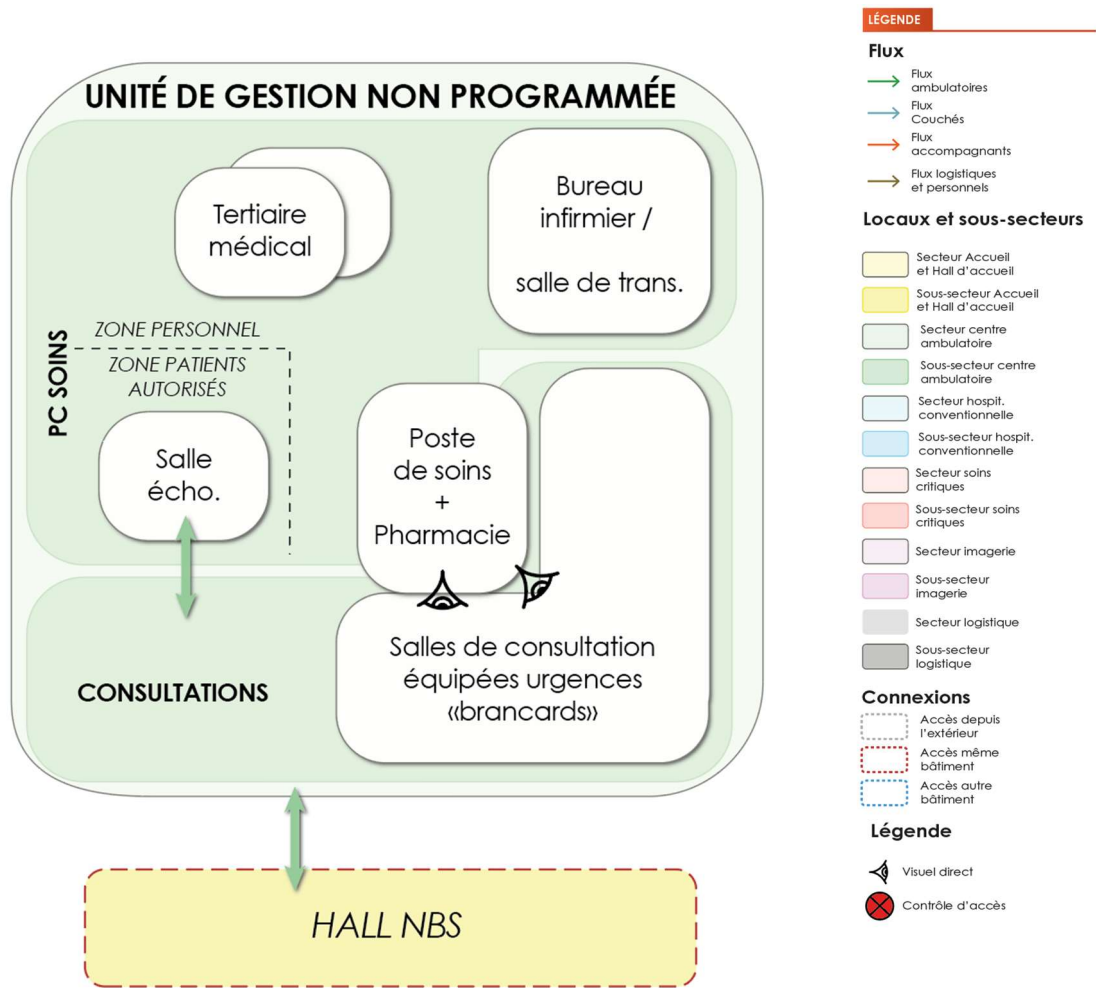 UNITÉ DE GESTION NON PROGRAMMÉE
Tertiaire
médical
Bureau
infirmier /
salle de trans.
PC SOINS
ZONE PERSONNEL
ZONE PATIENTS
AUTORISÉS
Salle
écho.
Poste
de soins
+
Pharmacie
Salles de consultation
équipées urgences
«brancards»
CONSULTATIONS
HALL NBS
LÉGENDE
Flux
Flux
ambulatoires
Flux
Couchés
Flux
accompagnants
Flux logistiques
et personnels
Locaux et sous-secteurs
Secteur Accueil
et Hall d'accueil
Sous-secteur Accueil
et Hall d'accueil
Secteur centre
ambulatoire
Sous-secteur centre
ambulatoire
Secteur hospit.
conventionnelle
Sous-secteur hospit.
conventionnelle
Secteur soins
critiques
Sous-secteur soins
critiques
Secteur imagerie
Sous-secteur
imagerie
Secteur logistique
Sous-secteur
logistique
Connexions
Accès depuis
l'extérieur
Accès même
bâtiment
Accès autre
bâtiment
Légende
Visuel direct
Contrôle d'accès